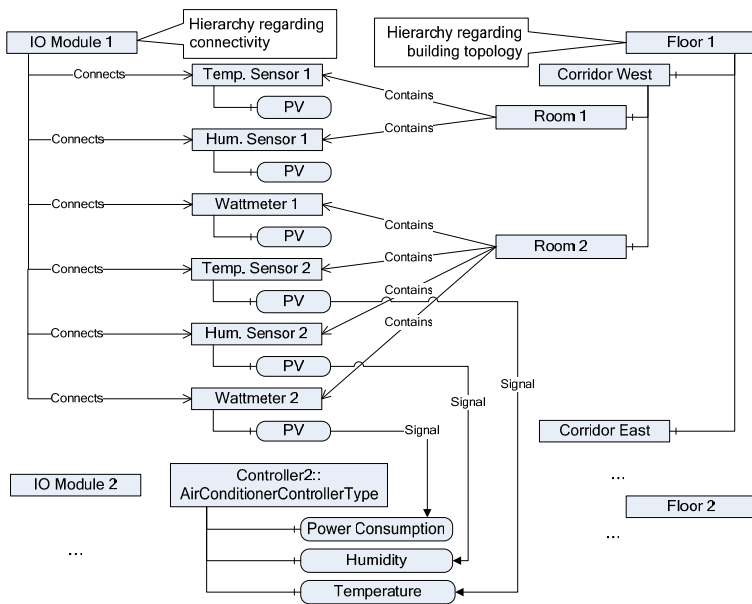 IO Module 1
Hierarchy regarding
connectivity
Hierarchy regarding
building topology
Floor 1
Connects
Temp. Sensor 1
Corridor West
PV
Contains
Room 1
Connects
Hum. Sensor 1
Contains
PV
Connects
Wattmeter 1
Contains
PV
Room 2
Connects
Temp. Sensor 2
Contains
PV
Contains
Connects
Hum. Sensor 2
Contains
PV
Signal
Connects
Wattmeter 2
Signal
PV
Signal
Corridor East
IO Module 2
Controller2::
AirConditionerControllerType
...
Floor 2
Power Consumption
...
...
Humidity
Temperature